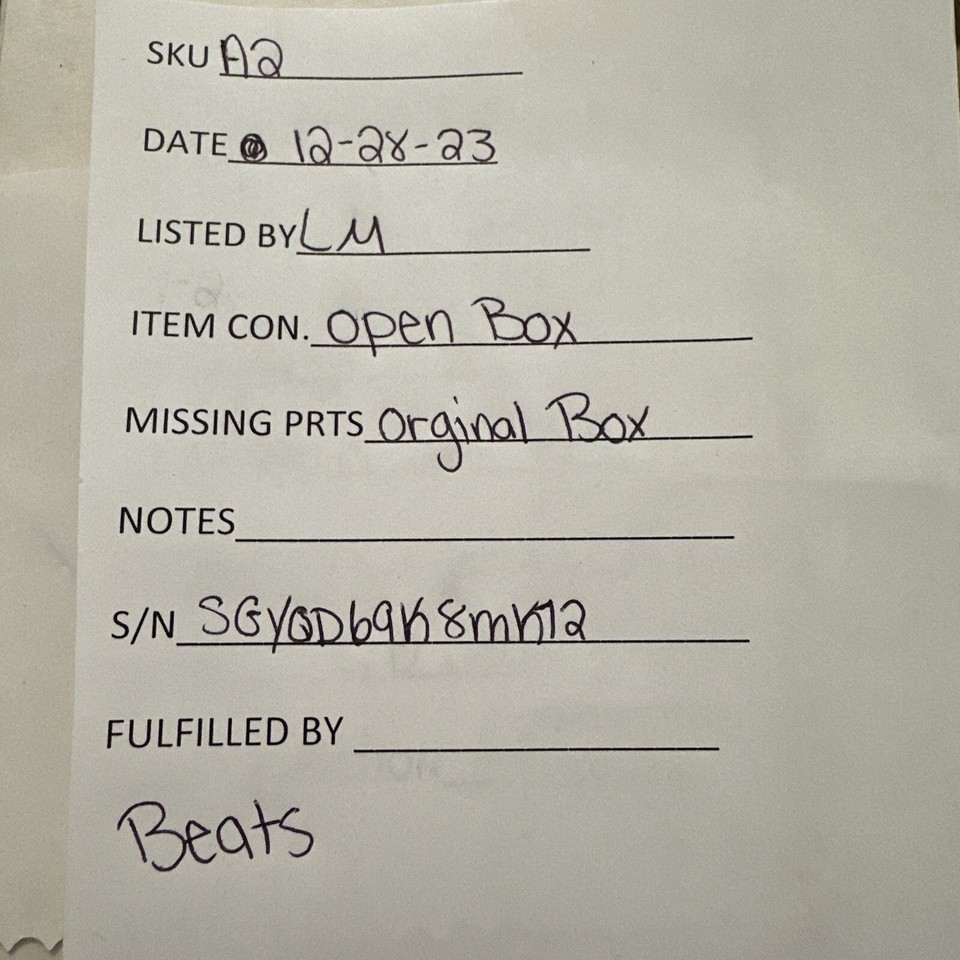 SKU A2
DATE 12-28-23
LISTED BY LM
ITEM CON. open Box
MISSING PRTS Orginal Box
NOTES
S/N SGYGD69K8mK12
FULFILLED BY
Beats